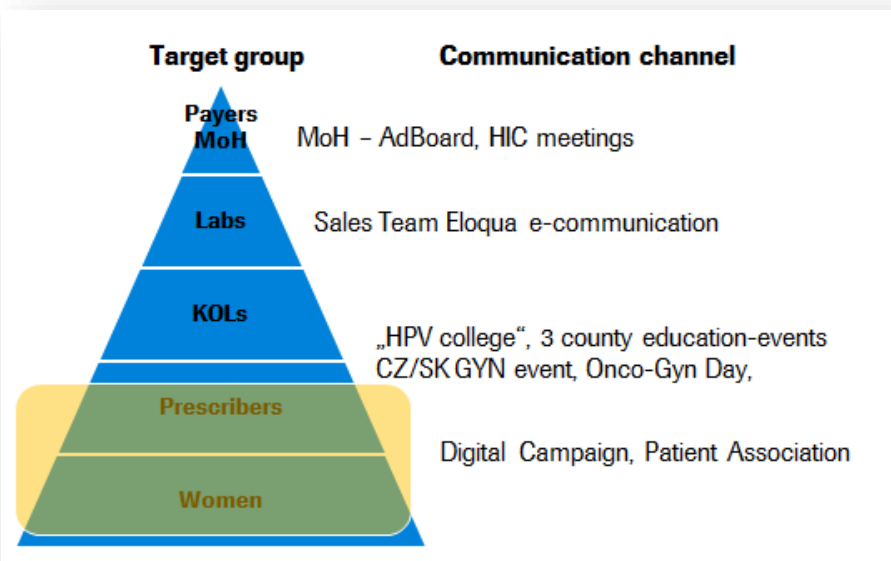 Target group
Communication channel
Payers
MoH
MoH – AdBoard, HIC meetings
Labs
Sales Team Eloqua e-communication
KOLs
„HPV college“, 3 county education-events
CZ/SK GYN event, Onco-Gyn Day,
Prescribers
Digital Campaign, Patient Association
Women